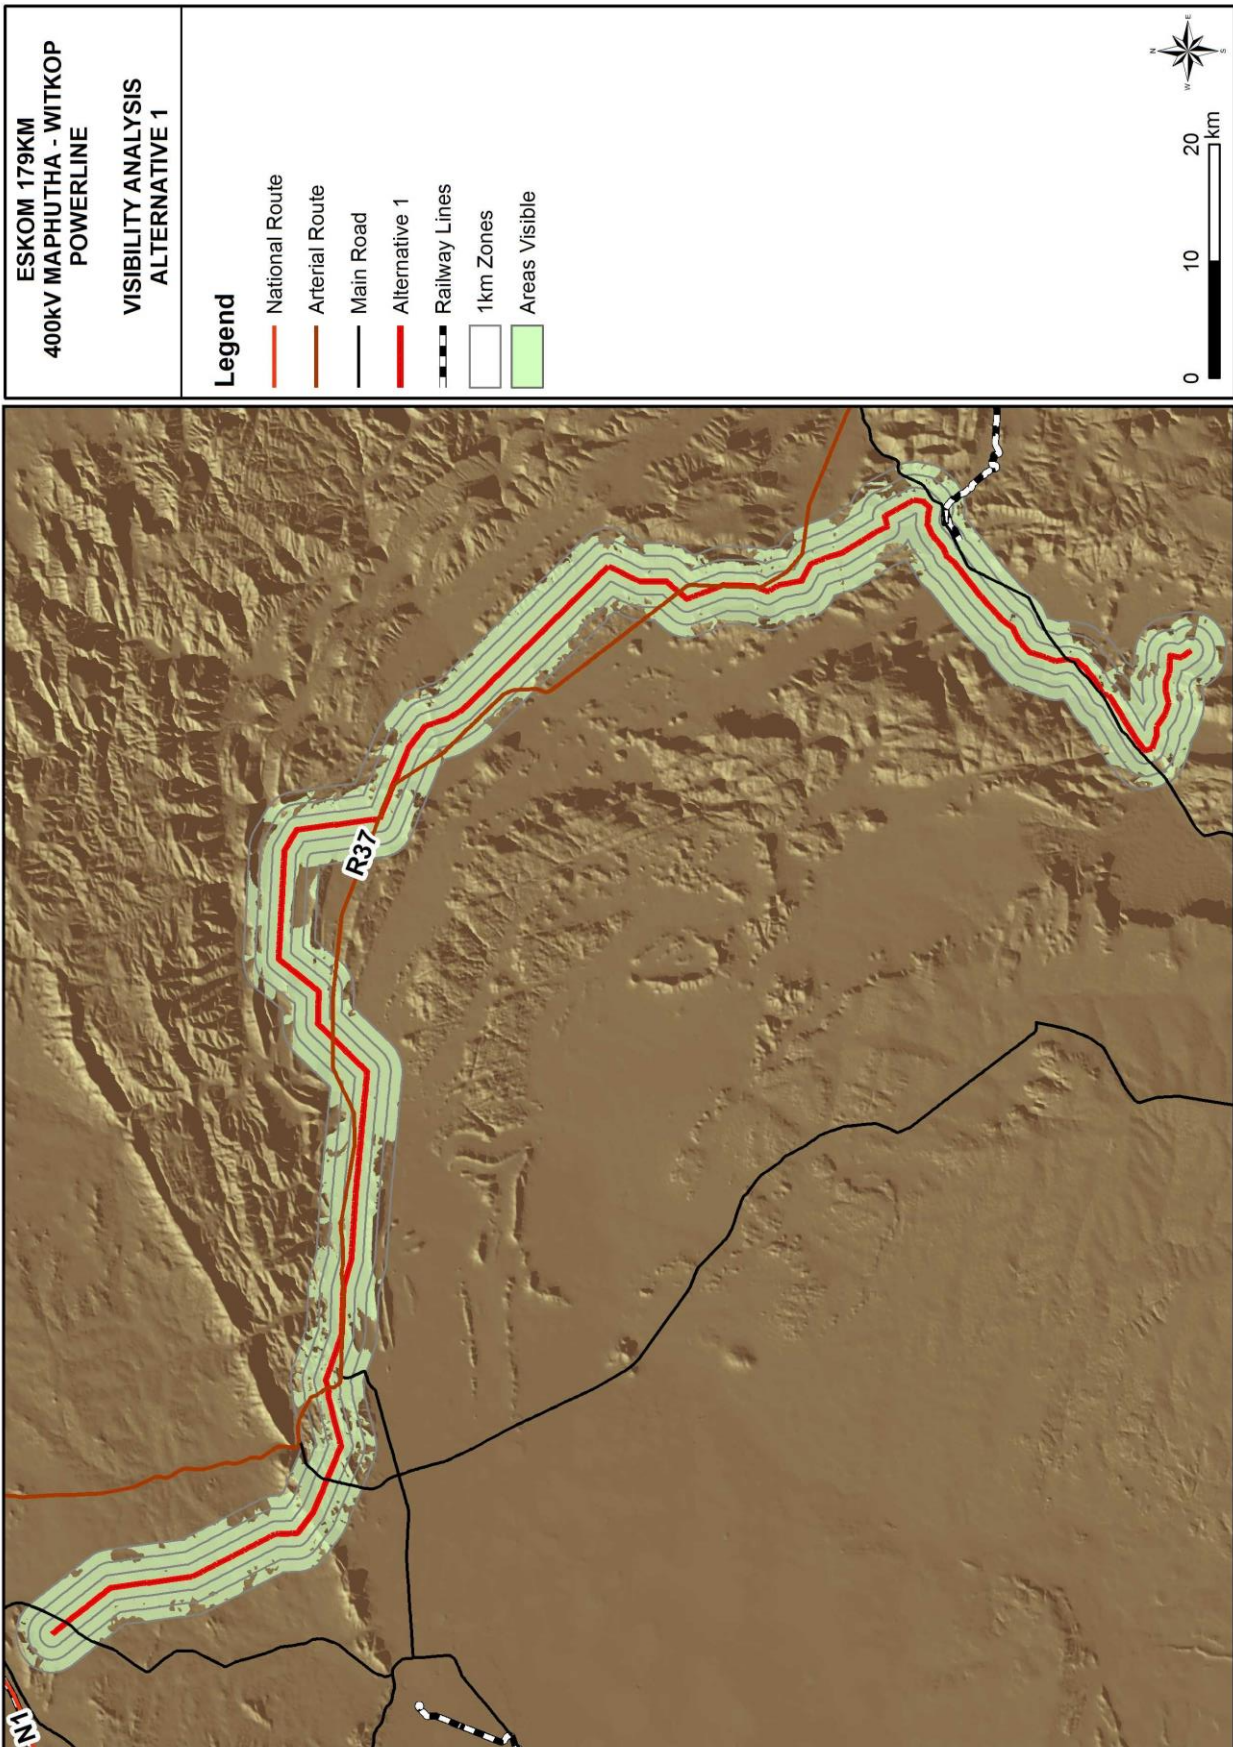 ESKOM 179KM
400kV MAPHUTHA - WITKOP
POWERLINE
VISIBILITY ANALYSIS
ALTERNATIVE 1
Legend
National Route
Arterial Route
Main Road
Alternative 1
Railway Lines
1km Zones
Areas Visible
0 10 20
km
N
E
S
W
N1
R37